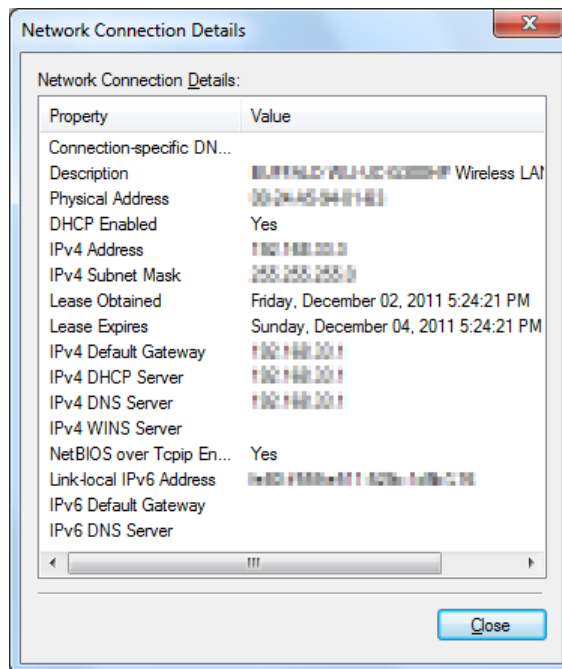 Network Connection Details
Network Connection Details:
Property Value
Connection-specific DN...
Description Wireless LAN
Physical Address
DHCP Enabled Yes
IPv4 Address
IPv4 Subnet Mask
Lease Obtained Friday, December 02, 2011 5:24:21 PM
Lease Expires Sunday, December 04, 2011 5:24:21 PM
IPv4 Default Gateway
IPv4 DHCP Server
IPv4 DNS Server
IPv4 WINS Server
NetBIOS over Tcpip En... Yes
Link-local IPv6 Address
IPv6 Default Gateway
IPv6 DNS Server
Close